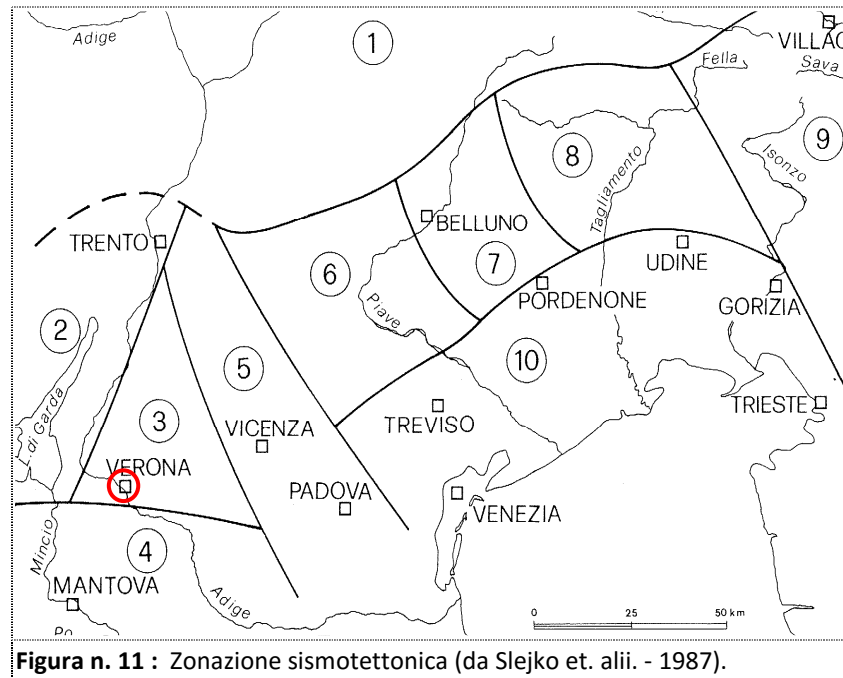 Adige
1
VILLAC
Fella
Sava
9
8
Isonzo
Tagliamento
BELLUNO
TRENTO
6
7
UDINE
PORDENONE
GORIZIA
Piave
2
10
5
L. di Garda
3
TREVISO
TRIESTE
VICENZA
VERONA
PADOVA
VENEZIA
4
Mincio
MANTOVA
Adige
0 25 50 km
Po
Figura n. 11 : Zonazione sismotettonica (da Slejko et. alii. - 1987).